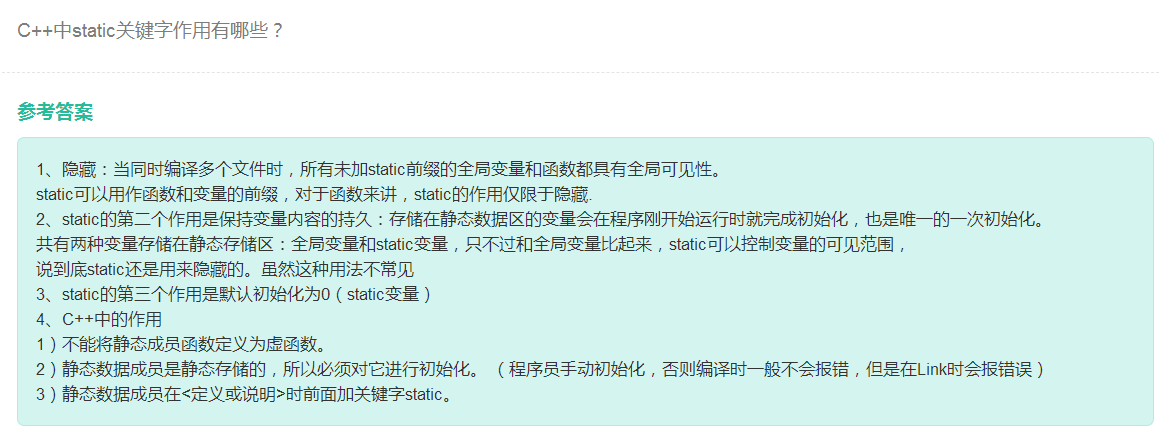 C++中static关键字作用有哪些？
参考答案
1、隐藏：当同时编译多个文件时，所有未加static前缀的全局变量和函数都具有全局可见性。
static可以用作函数和变量的前缀，对于函数来讲，static的作用仅限于隐藏.
2、static的第二个作用是保持变量内容的持久：存储在静态数据区的变量会在程序刚开始运行时就完成初始化，也是唯一的一次初始化。
共有两种变量存储在静态存储区：全局变量和static变量，只不过和全局变量比起来，static可以控制变量的可见范围，
说到底static还是用来隐藏的。虽然这种用法不常见
3、static的第三个作用是默认初始化为0（static变量）
4、C++中的作用
1）不能将静态成员函数定义为虚函数。
2）静态数据成员是静态存储的，所以必须对它进行初始化。（程序员手动初始化，否则编译时一般不会报错，但是在Link时会报错误）
3）静态数据成员在<定义或说明>时前面加关键字static。